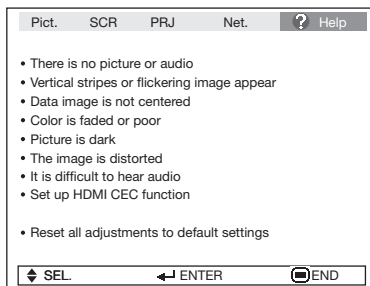 Pict. SCR PRJ Net. ? Help
• There is no picture or audio
• Vertical stripes or flickering image appear
• Data image is not centered
• Color is faded or poor
• Picture is dark
• The image is distorted
• It is difficult to hear audio
• Set up HDMI CEC function
• Reset all adjustments to default settings
SEL. ENTER END